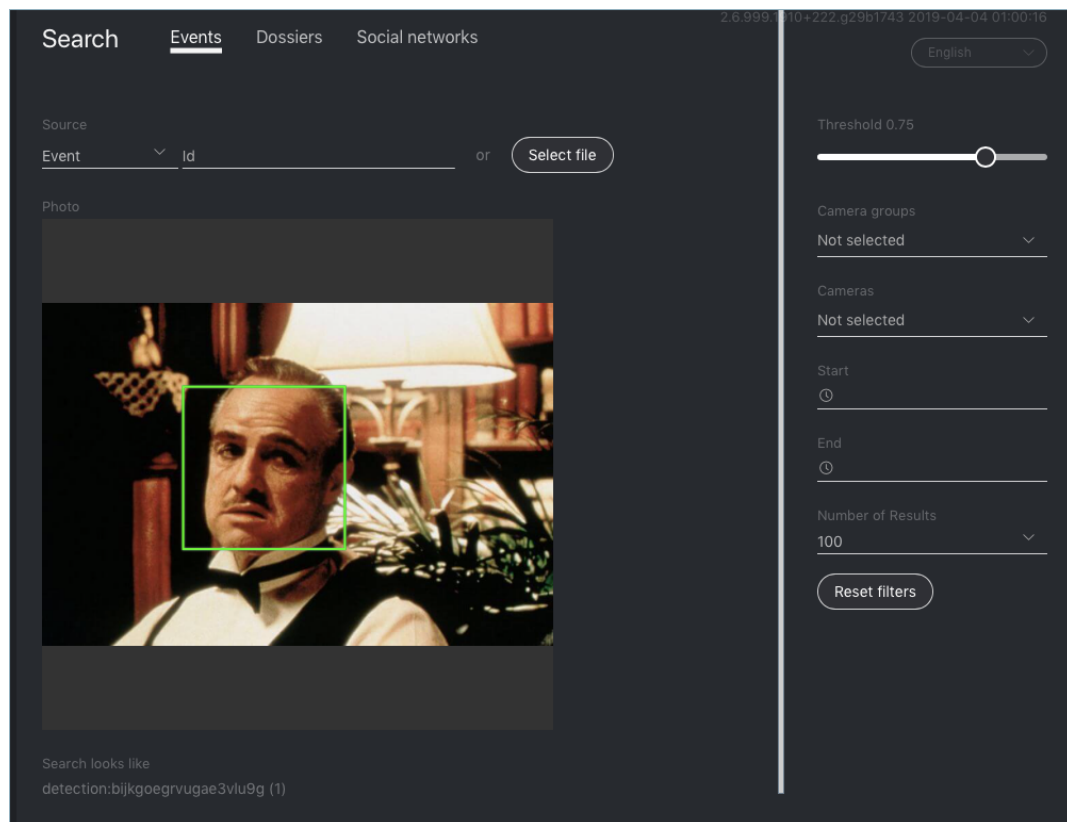 2.6.999.1910+222.g29b1743 2019-04-04 01:00:16
Search Events Dossiers Social networks
English
Source
Event Id or Select file
Photo
Search looks like
detection:bijkgoegrvugae3vlu9g (1)
Threshold 0.75
Camera groups
Not selected
Cameras
Not selected
Start
End
Number of Results
100
Reset filters